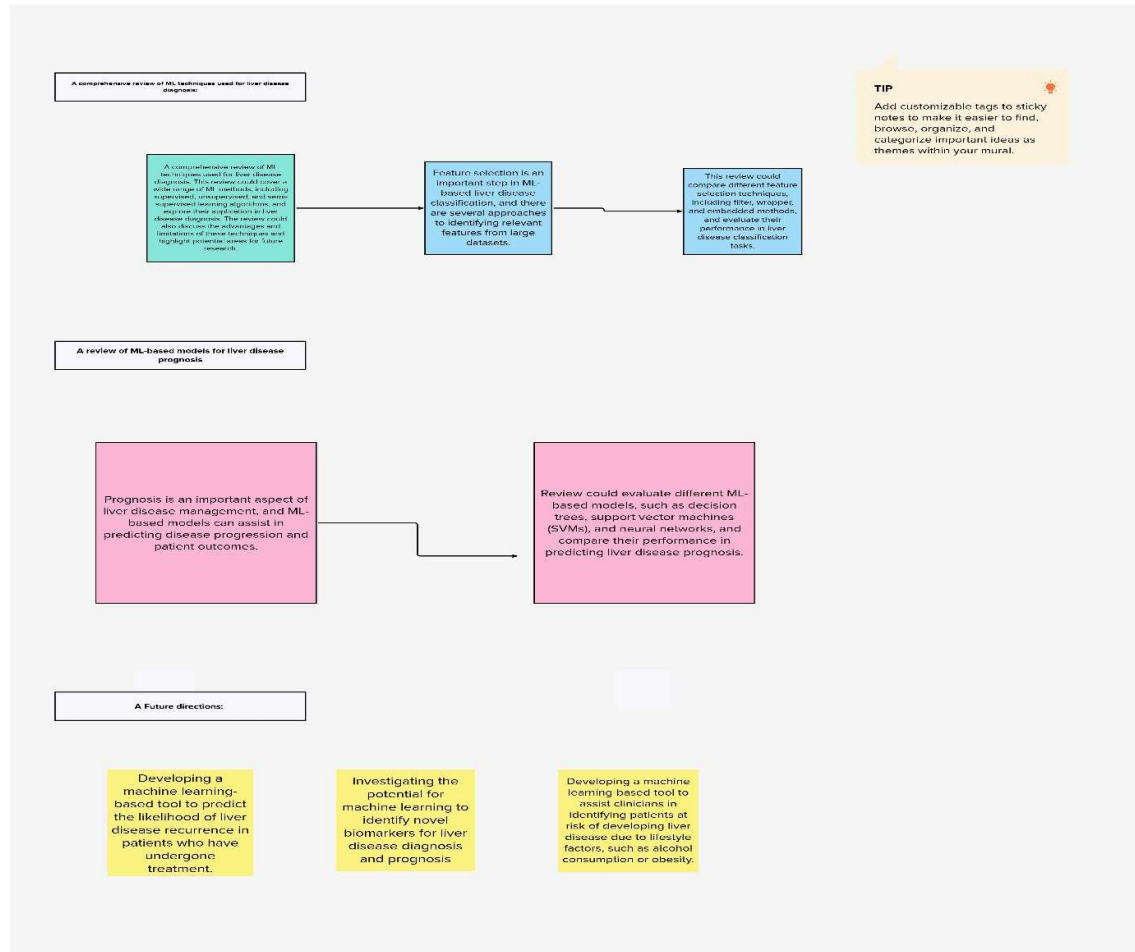 A comprehensive review of ML techniques used for liver disease
diagnosis:
TIP
Add customizable tags to sticky
notes to make it easier to find,
browse, organize, and
categorize important ideas as
themes within your mural.
A comprehensive review of ML
techniques used for liver disease
diagnosis. This review could cover a
wide range of ML methods, including
supervised, unsupervised, and semi-
supervised learning algorithms, and
explore their application in liver
disease diagnosis. The review could
also discuss the advantages and
limitations of these techniques and
highlight potential areas for future
research
Feature selection is an
important step in ML-
based liver disease
classification, and there
are several approaches
to identifying relevant
features from large
datasets.
This review could
compare different feature
selection techniques,
including filter, wrapper,
and embedded methods,
and evaluate their
performance in liver
disease classification
tasks.
A review of ML-based models for liver disease
prognosis
Prognosis is an important aspect of
liver disease management, and ML-
based models can assist in
predicting disease progression and
patient outcomes.
Review could evaluate different ML-
based models, such as decision
trees, support vector machines
(SVMs), and neural networks, and
compare their performance in
predicting liver disease prognosis.
A Future directions:
Developing a
machine learning-
based tool to predict
the likelihood of liver
disease recurrence in
patients who have
undergone
treatment.
Investigating the
potential for
machine learning to
identify novel
biomarkers for liver
disease diagnosis
and prognosis
Developing a machine
learning based tool to
assist clinicians in
identifying patients at
risk of developing liver
disease due to lifestyle
factors, such as alcohol
consumption or obesity.